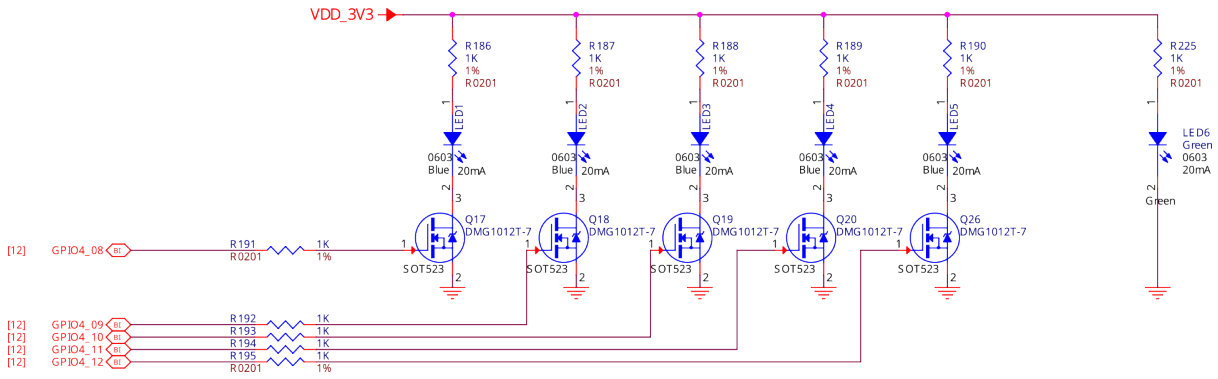 VDD_3V3
R186
1K
1%
R0201
R187
1K
1%
R0201
R188
1K
1%
R0201
R189
1K
1%
R0201
R190
1K
1%
R0201
R225
1K
1%
R0201
1
LED1
1
LED2
1
LED3
1
LED4
1
LED5
1
LED6
Green
0603
20mA
0603
Blue
20mA
0603
Blue
20mA
0603
Blue
20mA
0603
Blue
20mA
0603
Blue
20mA
2
3
2
3
2
3
2
3
2
3
2
Green
Q17
DMG1012T-7
Q18
DMG1012T-7
Q19
DMG1012T-7
Q20
DMG1012T-7
Q26
DMG1012T-7
[12] GPIO4_08 BI
R191 1K
R0201 1%
1
1
1
1
1
SOT523
SOT523
SOT523
SOT523
SOT523
2
2
2
2
2
[12] GPIO4_09 BI R192 1K
[12] GPIO4_10 BI R193 1K
[12] GPIO4_11 BI R194 1K
[12] GPIO4_12 BI R195 1K
R0201 1%